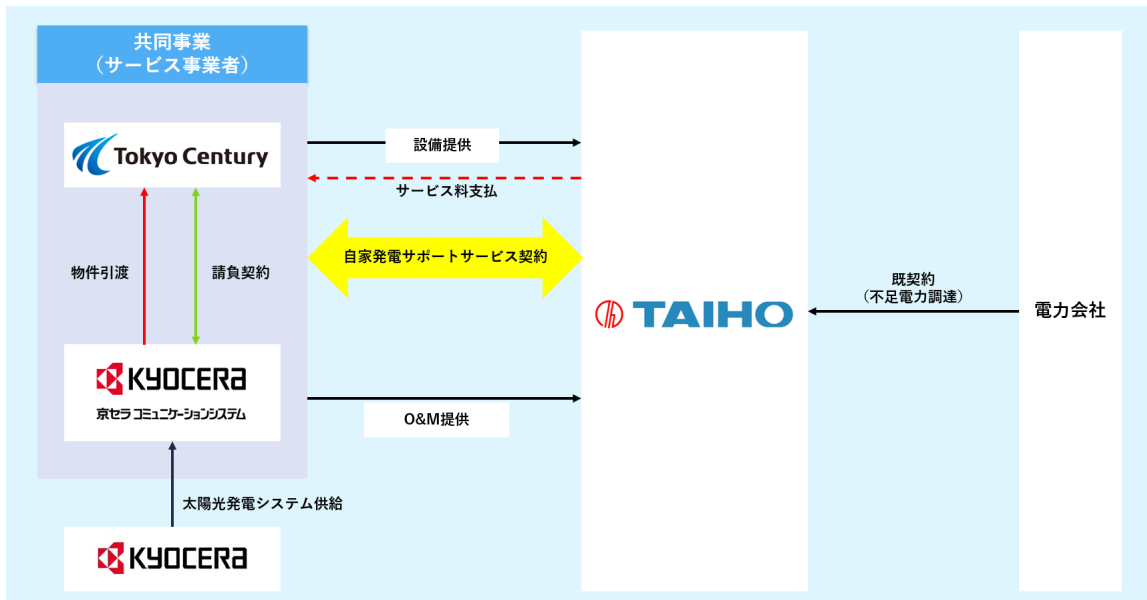 共同事業
（サービス事業者）
Tokyo Century
物件引渡
請負契約
KYOCERa
京セラ コミュニケーションシステム
太陽光発電システム供給
KYOCERa
設備提供
サービス料支払
自家発電サポートサービス契約
O&M提供
TAIHO
既契約
（不足電力調達）
電力会社